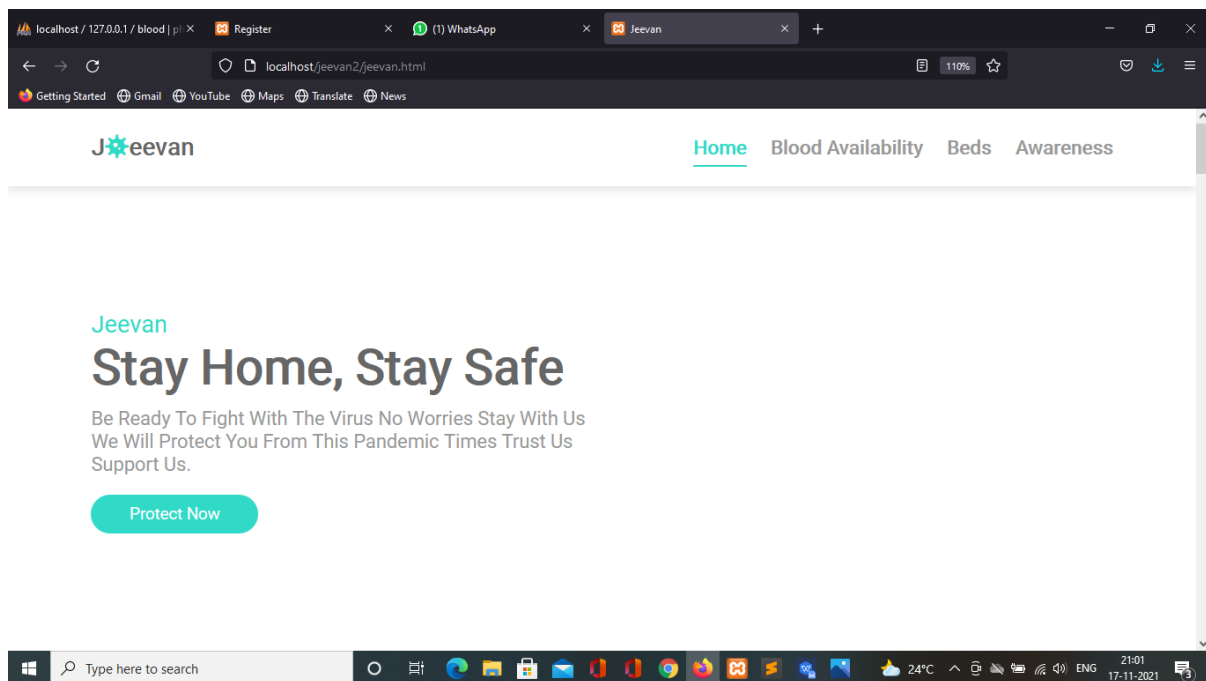 localhost / 127.0.0.1 / blood | ph
Register
(1) WhatsApp
Jeevan
localhost/jeevan2/jeevan.html
110%
Getting Started Gmail YouTube Maps Translate News
J eevan
Home Blood Availability Beds Awareness
Jeevan
Stay Home, Stay Safe
Be Ready To Fight With The Virus No Worries Stay With Us
We Will Protect You From This Pandemic Times Trust Us
Support Us.
Protect Now
Type here to search
24°C
ENG
21:01
17-11-2021
3